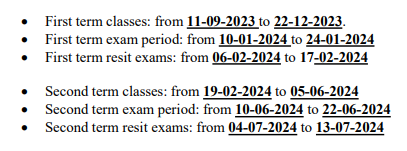 • First term classes: from 11-09-2023 to 22-12-2023.
• First term exam period: from 10-01-2024 to 24-01-2024
• First term resit exams: from 06-02-2024 to 17-02-2024
• Second term classes: from 19-02-2024 to 05-06-2024
• Second term exam period: from 10-06-2024 to 22-06-2024
• Second term resit exams: from 04-07-2024 to 13-07-2024